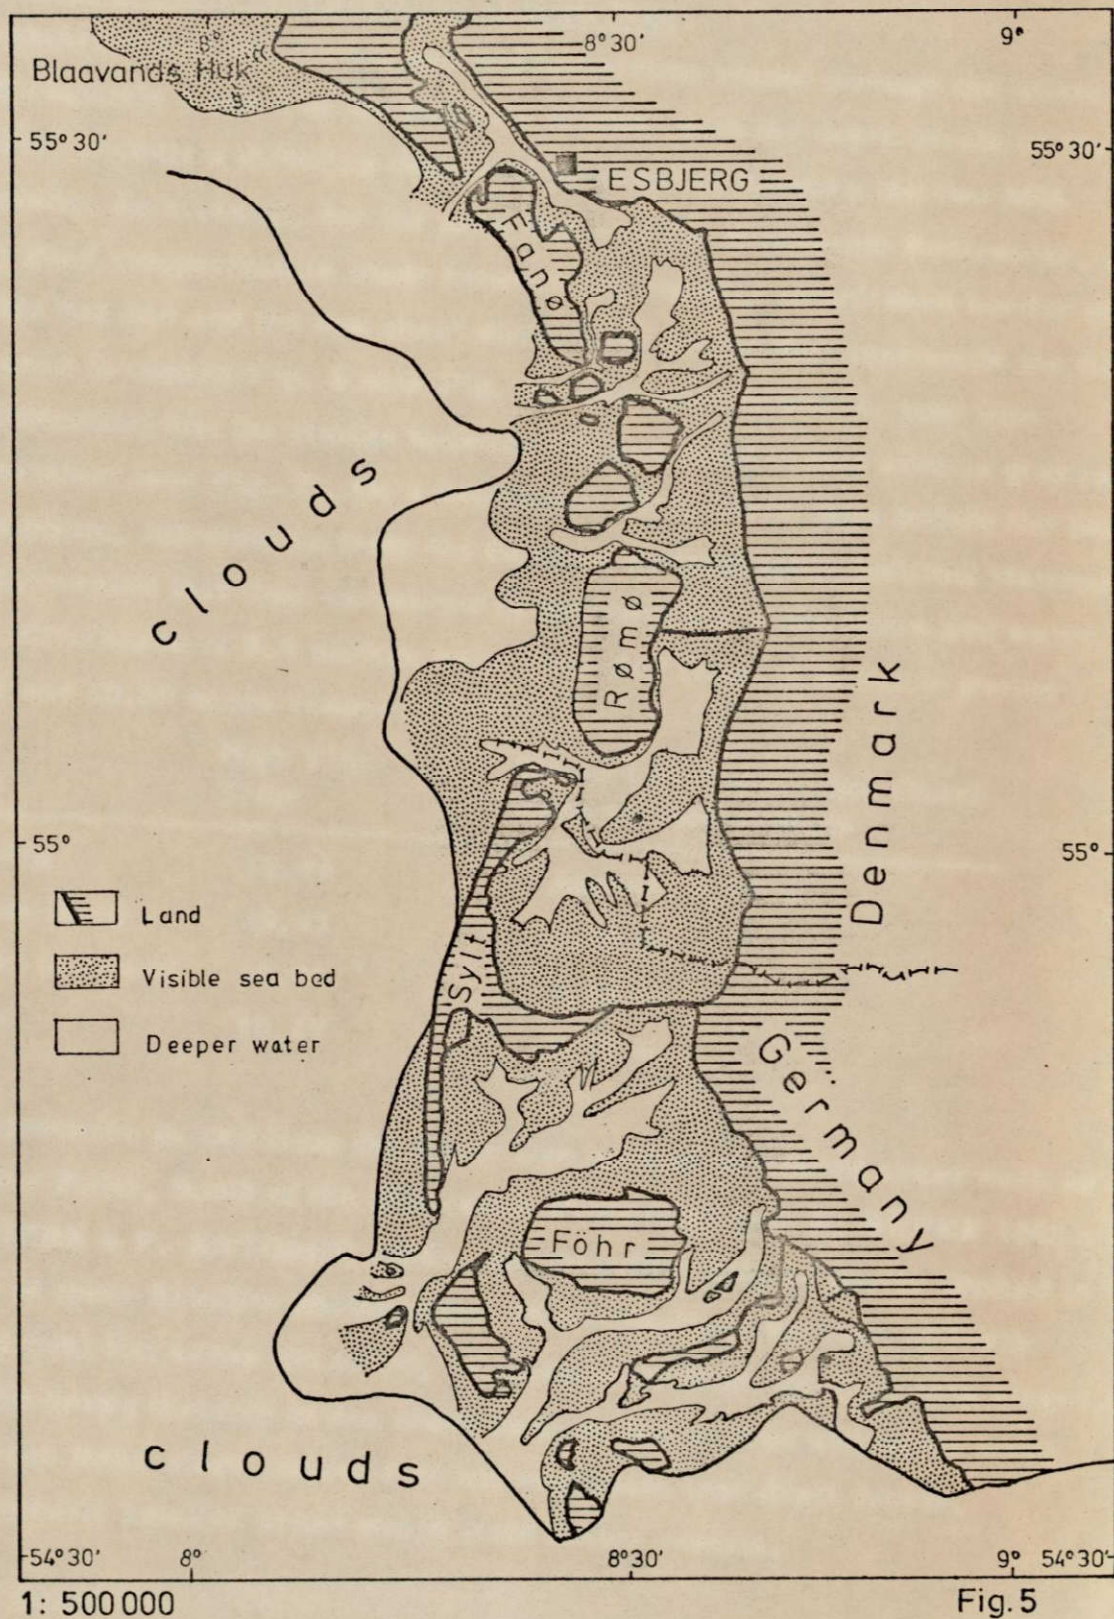 8°
8°30'
9°
Blaavands Huk
55°30'
55°30'
ESBJERG
Fanø
clouds
Rømø
Denmark
55°
55°
Land
Sylt
Visible sea bed
Deeper water
Germany
Föhr
clouds
54°30'
8°
8°30'
9°
54°30'
1: 500 000
Fig. 5